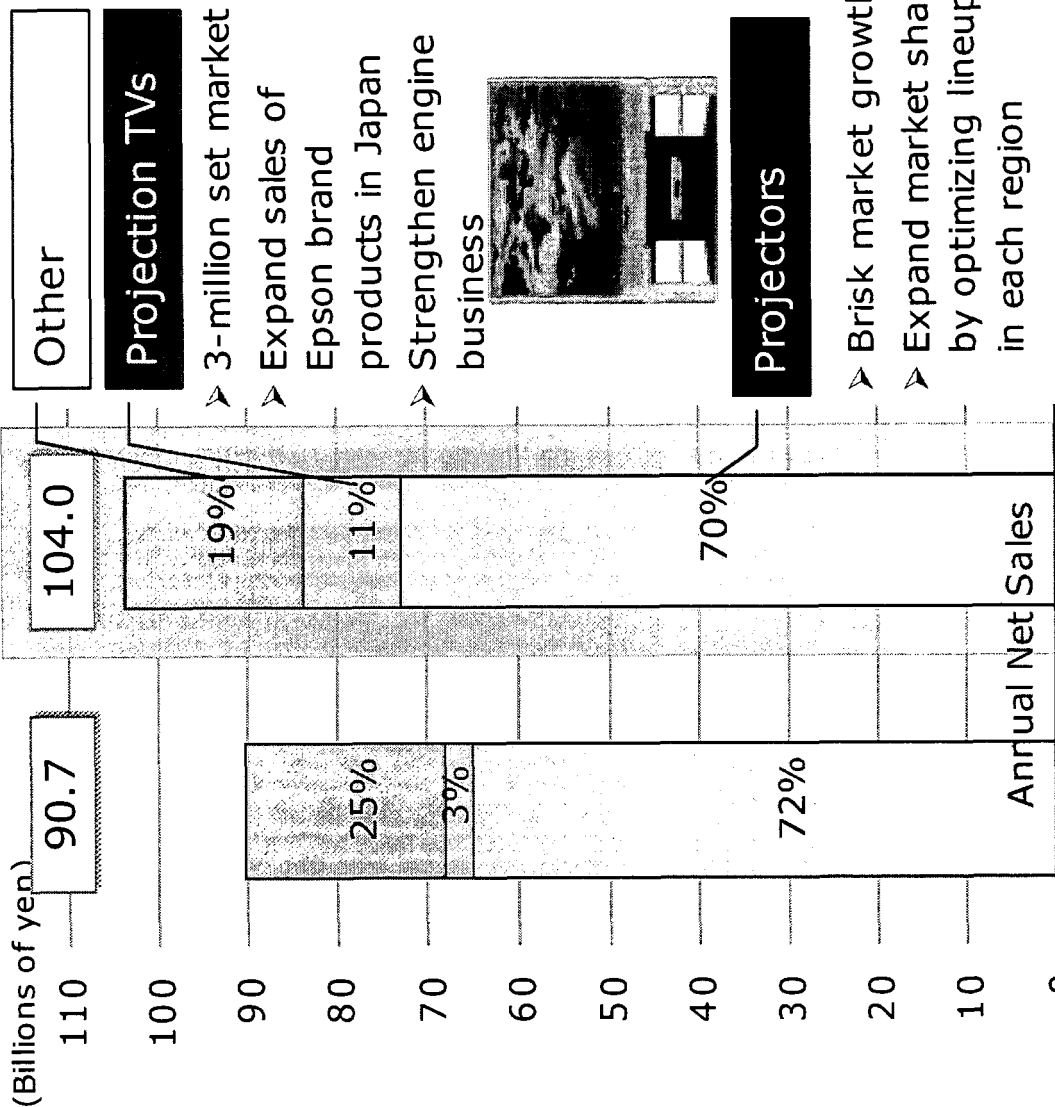 (Billions of yen)
110
100
90
80
70
60
50
40
30
20
10
90.7
25%
3%
72%
104.0
19%
11%
70%
Annual Net Sales
Other
Projection TVs
➢ 3-million set market
➢ Expand sales of
Epson brand
products in Japan
➢ Strengthen engine
business
Projectors
➢ Brisk market growth
➢ Expand market sha
by optimizing lineup
in each region